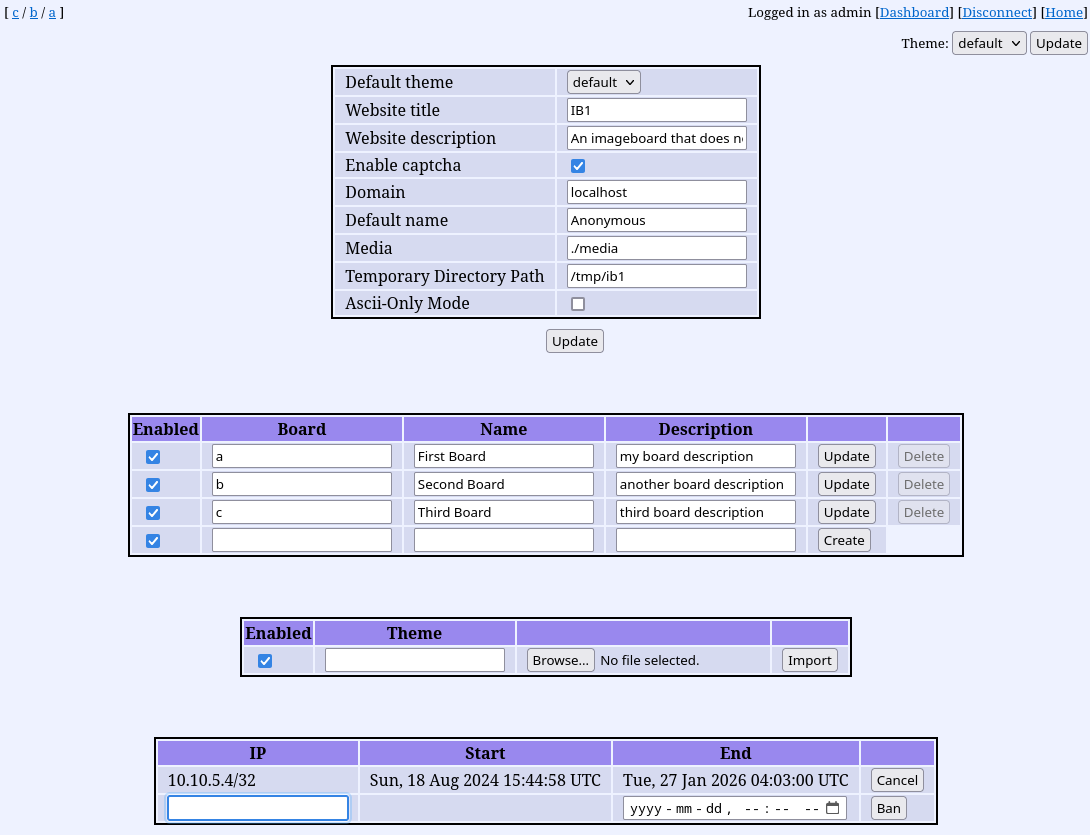 [ c / b / a ] Logged in as admin [Dashboard] [Disconnect] [Home]
Theme: default Update
Default theme default
Website title IB1
Website description An imageboard that does n
Enable captcha
Domain localhost
Default name Anonymous
Media ./media
Temporary Directory Path /tmp/ib1
Ascii-Only Mode
Update
Enabled Board Name Description
a First Board my board description Update Delete
b Second Board another board description Update Delete
c Third Board third board description Update Delete
Create
Enabled Theme
Browse... No file selected. Import
IP Start End
10.10.5.4/32 Sun, 18 Aug 2024 15:44:58 UTC Tue, 27 Jan 2026 04:03:00 UTC Cancel
yyyy - mm - dd , -- : -- -- Ban